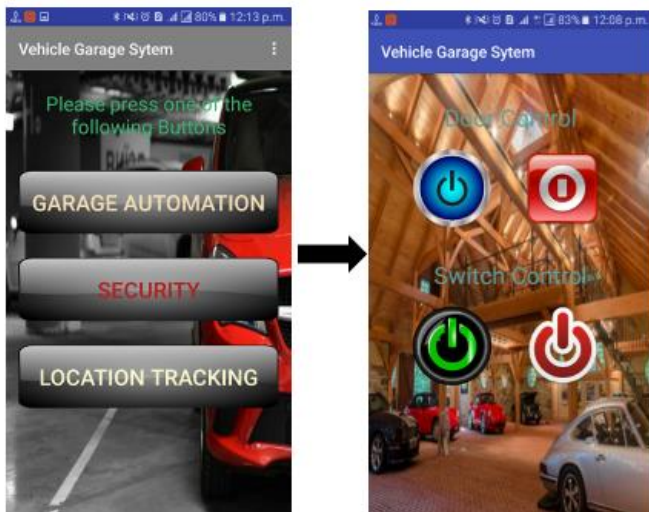 80% 12:13 p.m.
Vehicle Garage Sytem
Please press one of the
following Buttons
GARAGE AUTOMATION
SECURITY
LOCATION TRACKING
83% 12:08 p.m.
Vehicle Garage Sytem
Door Control
Switch Control